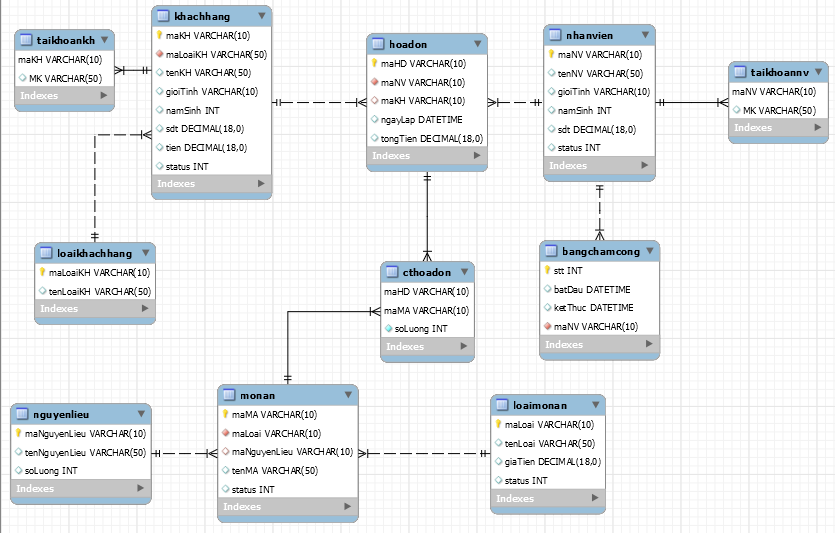 taikhoankh
maKH VARCHAR(10)
MK VARCHAR(50)
Indexes
khachhang
maKH VARCHAR(10)
maLoaiKH VARCHAR(50)
tenKH VARCHAR(50)
gioiTinh VARCHAR(10)
namSinh INT
sdt DECIMAL(18,0)
tien DECIMAL(18,0)
status INT
Indexes
hoadon
maHD VARCHAR(10)
maNV VARCHAR(10)
maKH VARCHAR(10)
ngayLap DATETIME
tongTien DECIMAL(18,0)
Indexes
nhanvien
maNV VARCHAR(10)
tenNV VARCHAR(50)
gioiTinh VARCHAR(10)
namSinh INT
sdt DECIMAL(18,0)
status INT
Indexes
taikhoannv
maNV VARCHAR(10)
MK VARCHAR(50)
Indexes
loaikhachhang
maLoaiKH VARCHAR(10)
tenLoaiKH VARCHAR(50)
Indexes
cthoadon
maHD VARCHAR(10)
maMA VARCHAR(10)
soLuong INT
Indexes
bangchamcong
stt INT
batDau DATETIME
ketThuc DATETIME
maNV VARCHAR(10)
Indexes
nguyenlieu
maNguyenLieu VARCHAR(10)
tenNguyenLieu VARCHAR(50)
soLuong INT
Indexes
monan
maMA VARCHAR(10)
maLoai VARCHAR(10)
maNguyenLieu VARCHAR(10)
tenMA VARCHAR(50)
status INT
Indexes
loaimonan
maLoai VARCHAR(10)
tenLoai VARCHAR(50)
giaTien DECIMAL(18,0)
status INT
Indexes